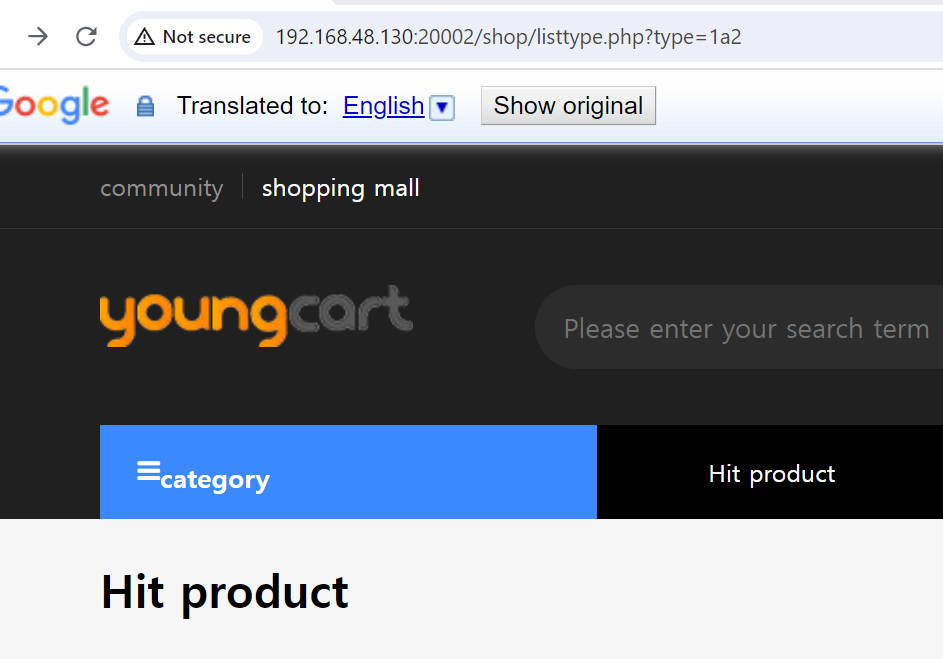 Not secure 192.168.48.130:20002/shop/listtype.php?type=1a2
Google Translated to: English Show original
community shopping mall
youngcart Please enter your search term
category Hit product
Hit product